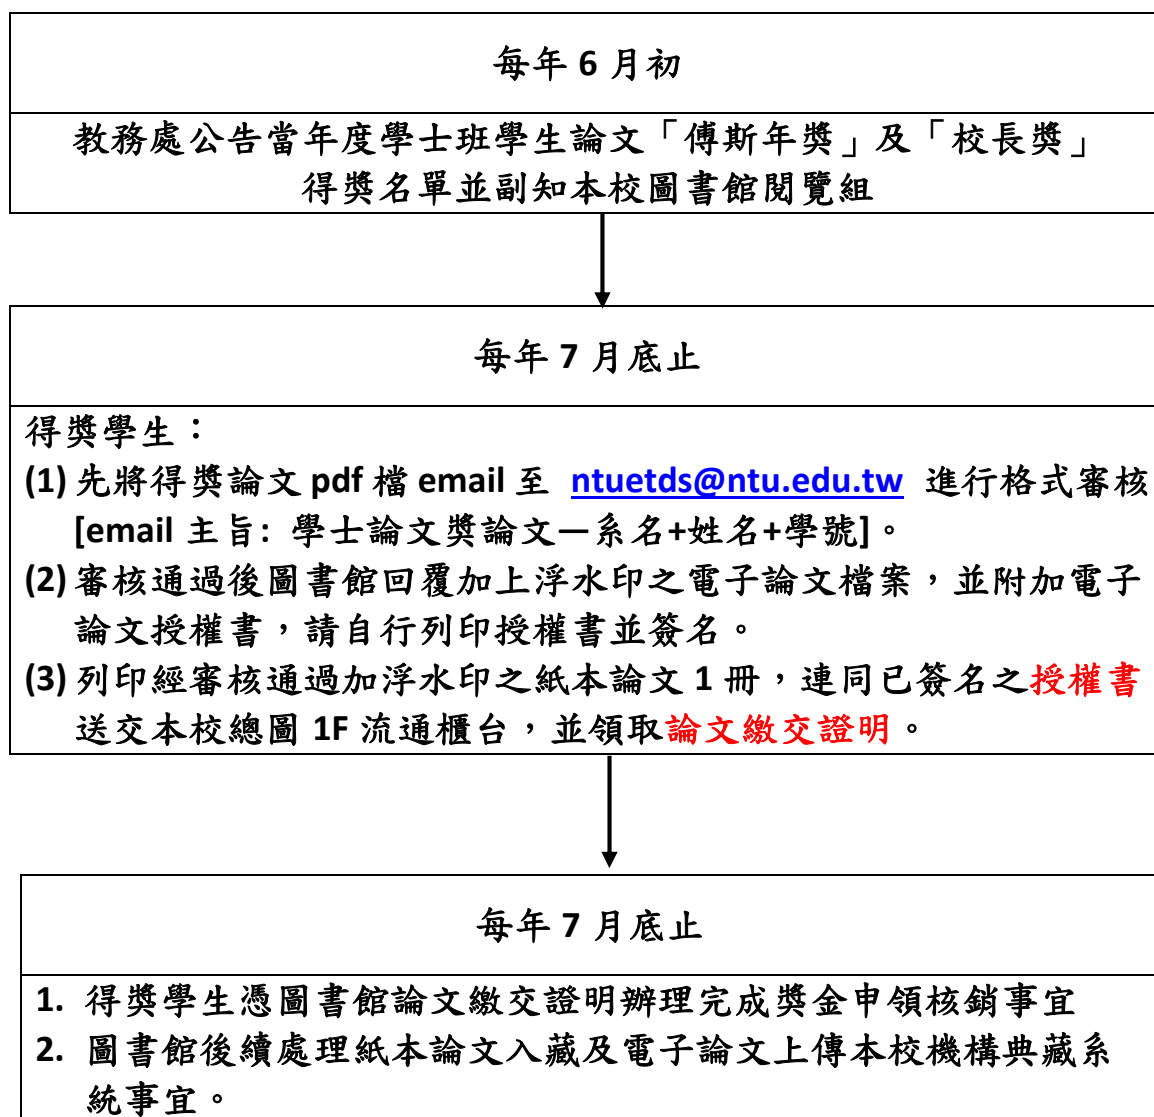 每年 6 月初
教務處公告當年度學士班學生論文「傅斯年獎」及「校長獎」
得獎名單並副知本校圖書館閱覽組
每年 7 月底止
得獎學生：
(1) 先將得獎論文 pdf 檔 email 至 ntuetds@ntu.edu.tw 進行格式審核
[email 主旨: 學士論文獎論文—系名+姓名+學號]。
(2) 審核通過後圖書館回覆加上浮水印之電子論文檔案，並附加電子
論文授權書，請自行列印授權書並簽名。
(3) 列印經審核通過加浮水印之紙本論文 1 冊，連同已簽名之授權書
送交本校總圖 1F 流通櫃台，並領取論文繳交證明。
每年 7 月底止
1. 得獎學生憑圖書館論文繳交證明辦理完成獎金申領核銷事宜
2. 圖書館後續處理紙本論文入藏及電子論文上傳本校機構典藏系
統事宜。